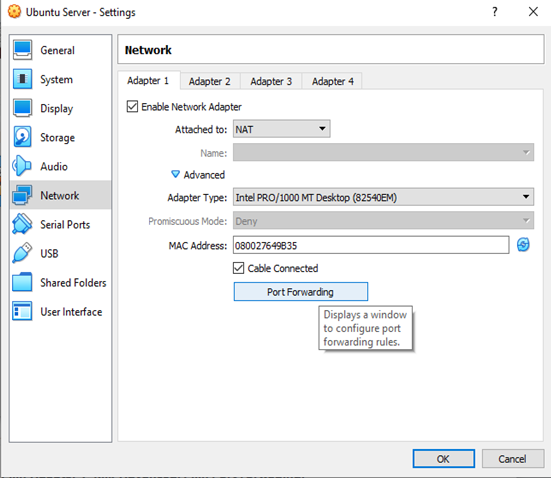 Ubuntu Server - Settings
?
General
System
Display
Storage
Audio
Network
Serial Ports
USB
Shared Folders
User Interface
Network
Adapter 1 Adapter 2 Adapter 3 Adapter 4
Enable Network Adapter
Attached to: NAT
Name:
Advanced
Adapter Type: Intel PRO/1000 MT Desktop (82540EM)
Promiscuous Mode: Deny
MAC Address: 080027649B35
Cable Connected
Port Forwarding
Displays a window
to configure port
forwarding rules.
OK Cancel